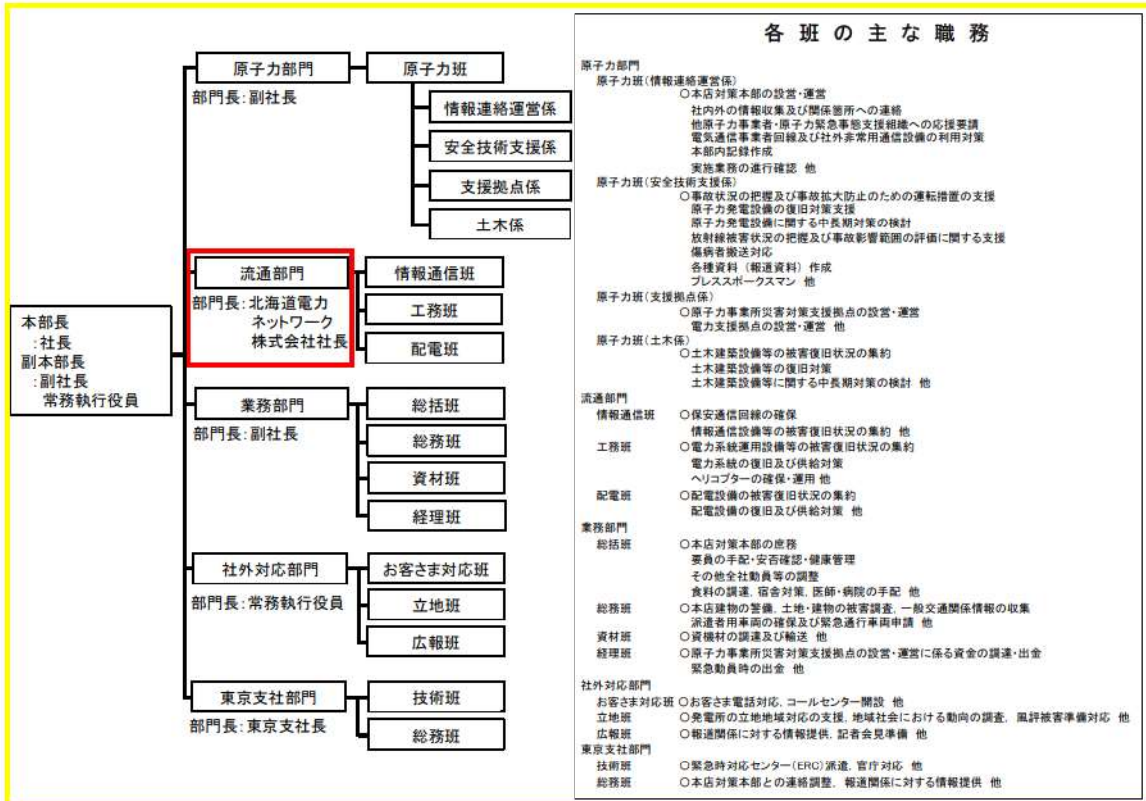 原子力部門
部門長：副社長
原子力班
情報連絡運営係
安全技術支援係
支援拠点係
土木係
流通部門
部門長：北海道電力
ネットワーク
株式会社社長
情報通信班
工務班
配電班
本部長
：社長
副本部長
：副社長
常務執行役員
業務部門
部門長：副社長
総括班
総務班
資材班
経理班
社外対応部門
部門長：常務執行役員
お客さま対応班
立地班
広報班
東京支社部門
部門長：東京支社長
技術班
総務班
各班の主な職務
原子力部門
原子力班（情報連絡運営係）
○本店対策本部の設営・運営
社内外の情報収集及び関係箇所への連絡
他原子力事業者・原子力緊急事態支援組織への応援要請
電気通信事業者回線及び社外非常用通信設備の利用対策
本部内記録作成
実施業務の進行確認 他
原子力班（安全技術支援係）
○事故状況の把握及び事故拡大防止のための運転措置の支援
原子力発電設備の復旧対策支援
原子力発電設備に関する中長期対策の検討
放射線被害状況の把握及び事故影響範囲の評価に関する支援
傷病者搬送対応
各種資料（報道資料）作成
プレススポークスマン 他
原子力班（支援拠点係）
○原子力事業所災害対策支援拠点の設営・運営
電力支援拠点の設営・運営 他
原子力班（土木係）
○土木建築設備等の被害復旧状況の集約
土木建築設備等の復旧対策
土木建築設備等に関する中長期対策の検討 他
流通部門
情報通信班 ○保安通信回線の確保
情報通信設備等の被害復旧状況の集約 他
工務班 ○電力系統運用設備等の被害復旧状況の集約
電力系統の復旧及び供給対策
ヘリコプターの確保・運用 他
配電班 ○配電設備の被害復旧状況の集約
配電設備の復旧及び供給対策 他
業務部門
総括班 ○本店対策本部の庶務
要員の手配・安否確認・健康管理
その他全社動員等の調整
食料の調達，宿舎対策，医師・病院の手配 他
総務班 ○本店建物の警備，土地・建物の被害調査，一般交通関係情報の収集
派遣者用車両の確保及び緊急通行車両申請 他
資材班 ○資機材の調達及び輸送 他
経理班 ○原子力事業所災害対策支援拠点の設営・運営に係る資金の調達・出金
緊急動員時の出金 他
社外対応部門
お客さま対応班 ○お客さま電話対応，コールセンター開設 他
立地班 ○発電所の立地地域対応の支援，地域社会における動向の調査，風評被害準備対応 他
広報班 ○報道関係に対する情報提供，記者会見準備 他
東京支社部門
技術班 ○緊急時対応センター（ERC）派遣，官庁対応 他
総務班 ○本店対策本部との連絡調整，報道関係に対する情報提供 他